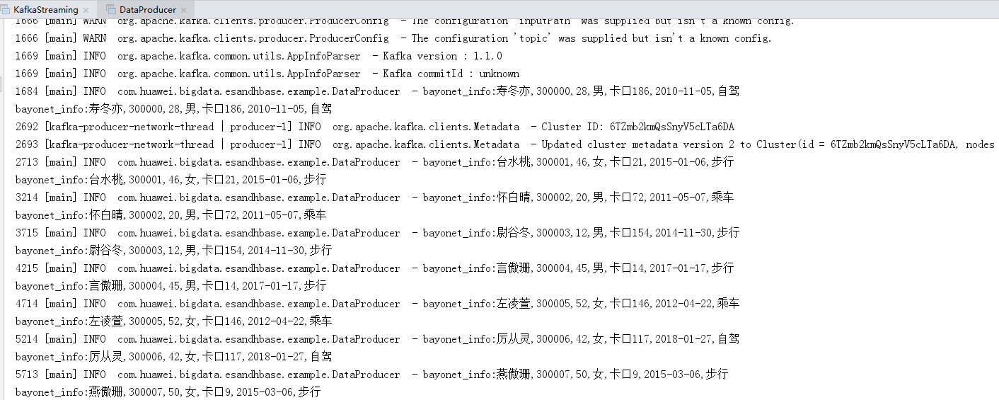 KafkaStreaming × DataProducer ×
1666 [main] WARN  org.apache.kafka.clients.producer.ProducerConfig  - The configuration 'inputPath' was supplied but isn't a known config.
1666 [main] WARN  org.apache.kafka.clients.producer.ProducerConfig  - The configuration 'topic' was supplied but isn't a known config.
1669 [main] INFO  org.apache.kafka.common.utils.AppInfoParser  - Kafka version : 1.1.0
1669 [main] INFO  org.apache.kafka.common.utils.AppInfoParser  - Kafka commitId : unknown
1684 [main] INFO  com.huawei.bigdata.esandhbase.example.DataProducer  - bayonet_info:寿冬亦,300000,28,男,卡口186,2010-11-05,自驾
bayonet_info:寿冬亦,300000,28,男,卡口186,2010-11-05,自驾
2692 [kafka-producer-network-thread | producer-1] INFO  org.apache.kafka.clients.Metadata  - Cluster ID: 6TZmb2kmQsSnyV5cLTa6DA
2693 [kafka-producer-network-thread | producer-1] INFO  org.apache.kafka.clients.Metadata  - Updated cluster metadata version 2 to Cluster(id = 6TZmb2kmQsSnyV5cLTa6DA, nodes
2713 [main] INFO  com.huawei.bigdata.esandhbase.example.DataProducer  - bayonet_info:台水桃,300001,46,女,卡口21,2015-01-06,步行
bayonet_info:台水桃,300001,46,女,卡口21,2015-01-06,步行
3214 [main] INFO  com.huawei.bigdata.esandhbase.example.DataProducer  - bayonet_info:怀白晴,300002,20,男,卡口72,2011-05-07,乘车
bayonet_info:怀白晴,300002,20,男,卡口72,2011-05-07,乘车
3715 [main] INFO  com.huawei.bigdata.esandhbase.example.DataProducer  - bayonet_info:尉谷冬,300003,12,男,卡口154,2014-11-30,步行
bayonet_info:尉谷冬,300003,12,男,卡口154,2014-11-30,步行
4215 [main] INFO  com.huawei.bigdata.esandhbase.example.DataProducer  - bayonet_info:言傲珊,300004,45,男,卡口14,2017-01-17,步行
bayonet_info:言傲珊,300004,45,男,卡口14,2017-01-17,步行
4714 [main] INFO  com.huawei.bigdata.esandhbase.example.DataProducer  - bayonet_info:左凌萱,300005,52,女,卡口146,2012-04-22,乘车
bayonet_info:左凌萱,300005,52,女,卡口146,2012-04-22,乘车
5214 [main] INFO  com.huawei.bigdata.esandhbase.example.DataProducer  - bayonet_info:厉从灵,300006,42,女,卡口117,2018-01-27,自驾
bayonet_info:厉从灵,300006,42,女,卡口117,2018-01-27,自驾
5713 [main] INFO  com.huawei.bigdata.esandhbase.example.DataProducer  - bayonet_info:燕傲珊,300007,50,女,卡口9,2015-03-06,步行
bayonet_info:燕傲珊,300007,50,女,卡口9,2015-03-06,步行